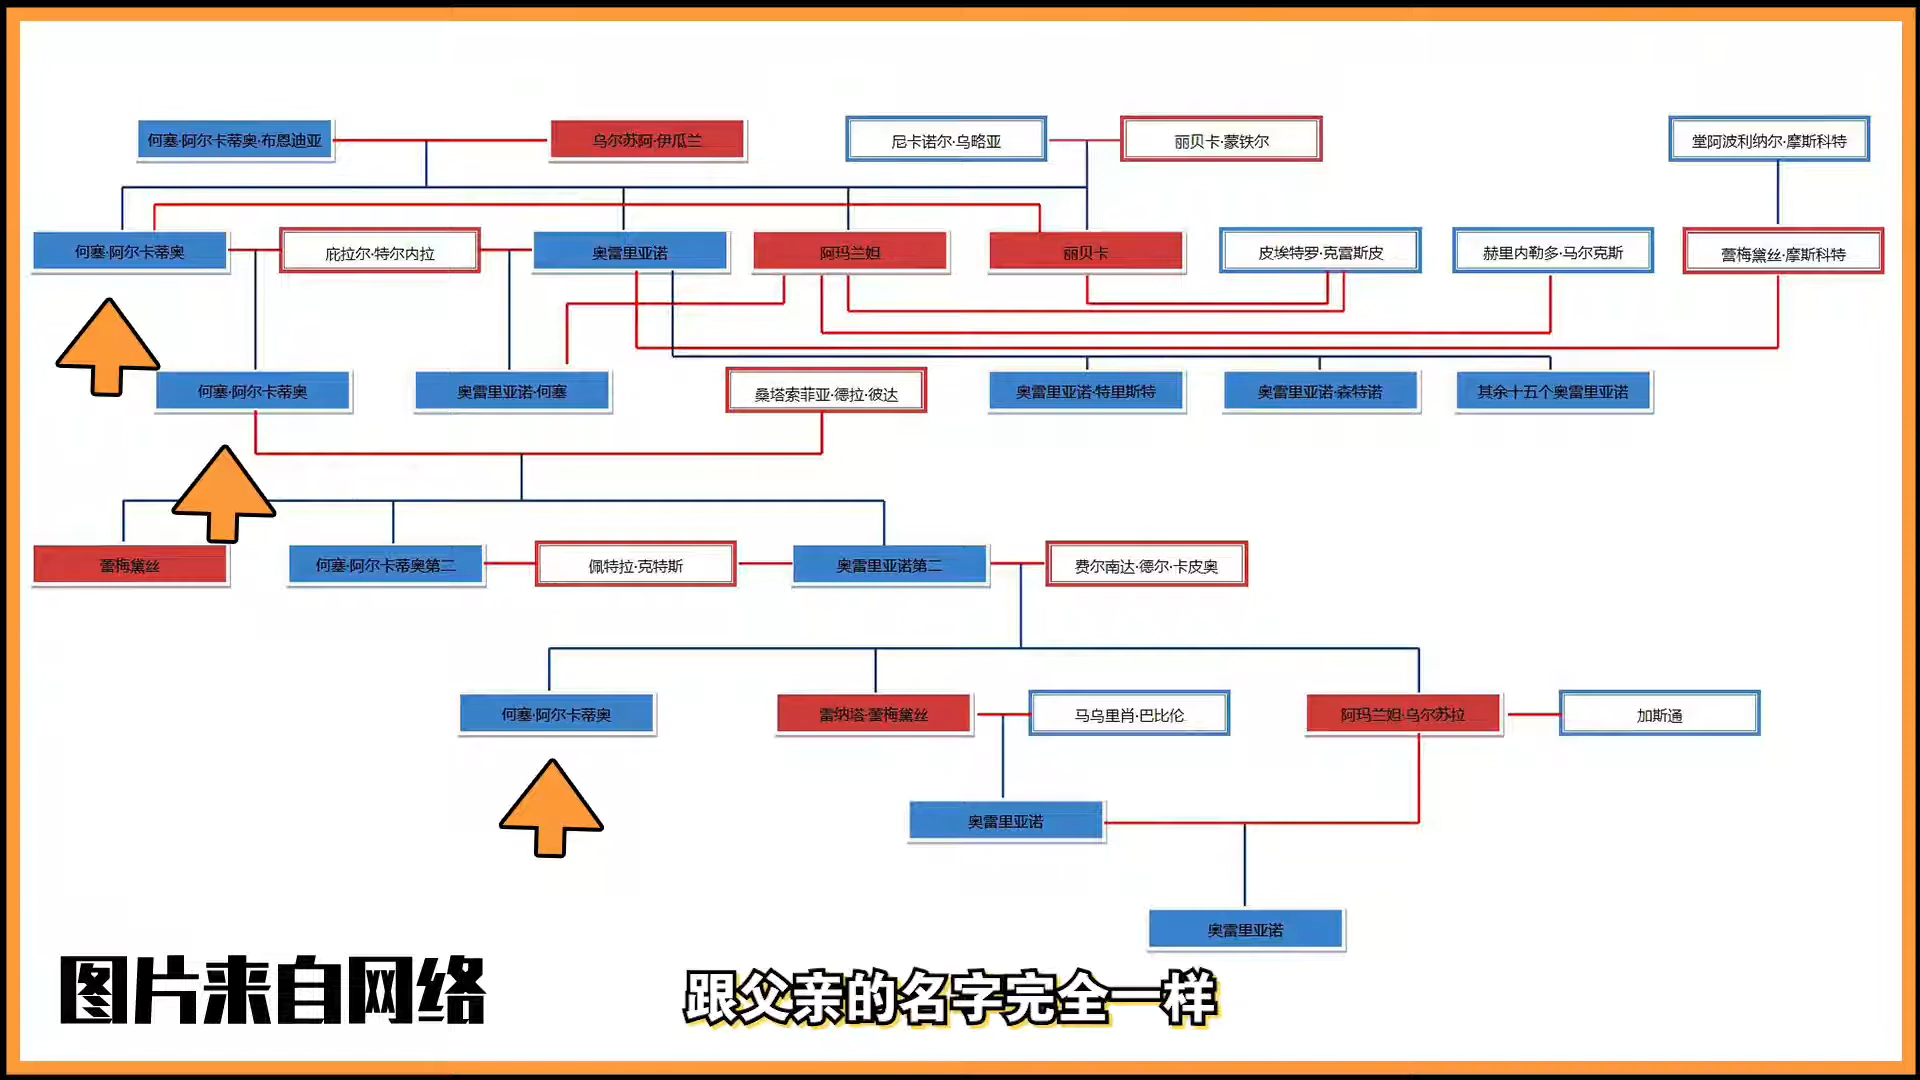 何塞·阿尔卡蒂奥·布恩迪亚
乌尔苏阿·伊瓜兰
尼卡诺尔·乌略亚
丽贝卡·蒙铁尔
堂阿波利纳尔·摩斯科特
何塞·阿尔卡蒂奥
庇拉尔·特尔内拉
奥雷里亚诺
阿玛兰妲
丽贝卡
皮埃特罗·克雷斯皮
赫里内勒多·马尔克斯
蕾梅黛丝·摩斯科特
何塞·阿尔卡蒂奥
奥雷里亚诺·何塞
桑塔索菲亚·德拉·彼达
奥雷里亚诺·特里斯特
奥雷里亚诺·森特诺
其余十五个奥雷里亚诺
蕾梅黛丝
何塞·阿尔卡蒂奥第二
佩特拉·克特斯
奥雷里亚诺第二
费尔南达·德尔·卡皮奥
何塞·阿尔卡蒂奥
雷纳塔·蕾梅黛丝
马乌里肖·巴比伦
阿玛兰妲·乌尔苏拉
加斯通
奥雷里亚诺
奥雷里亚诺
图片来自网络
跟父亲的名字完全一样